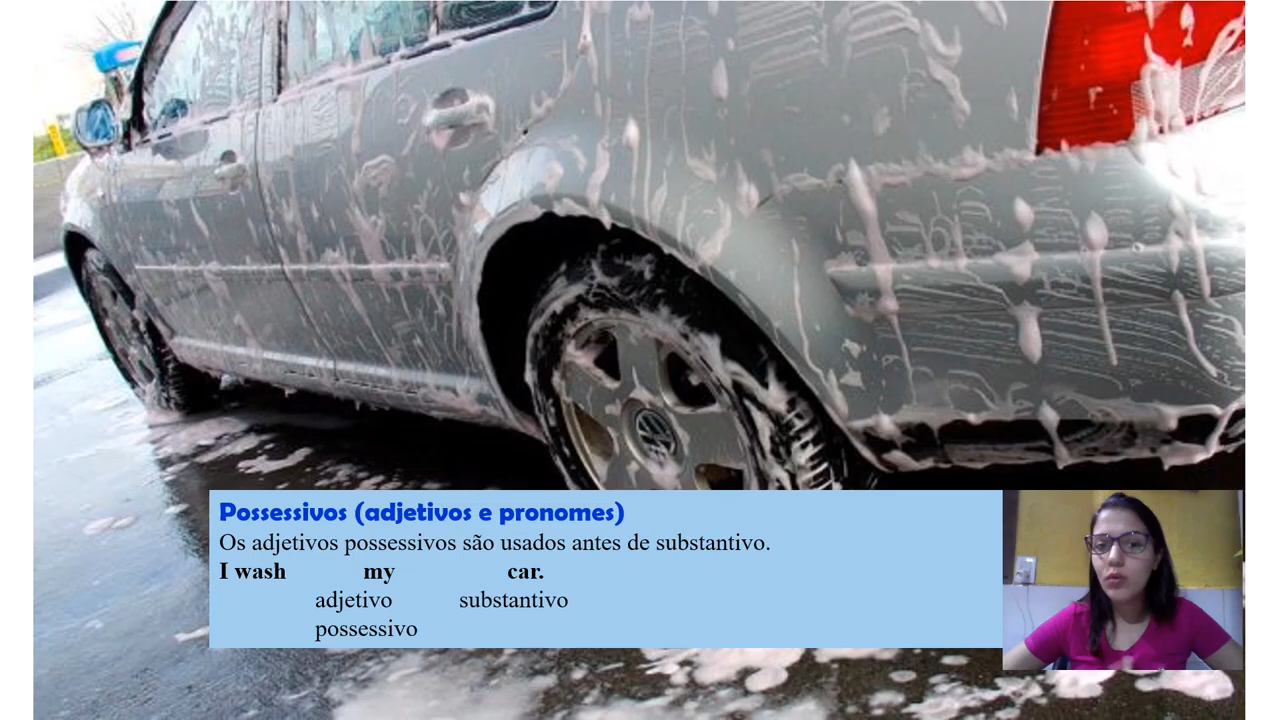 Possessivos (adjetivos e pronomes)
Os adjetivos possessivos são usados antes de substantivo.
I wash my car.
adjetivo substantivo
possessivo